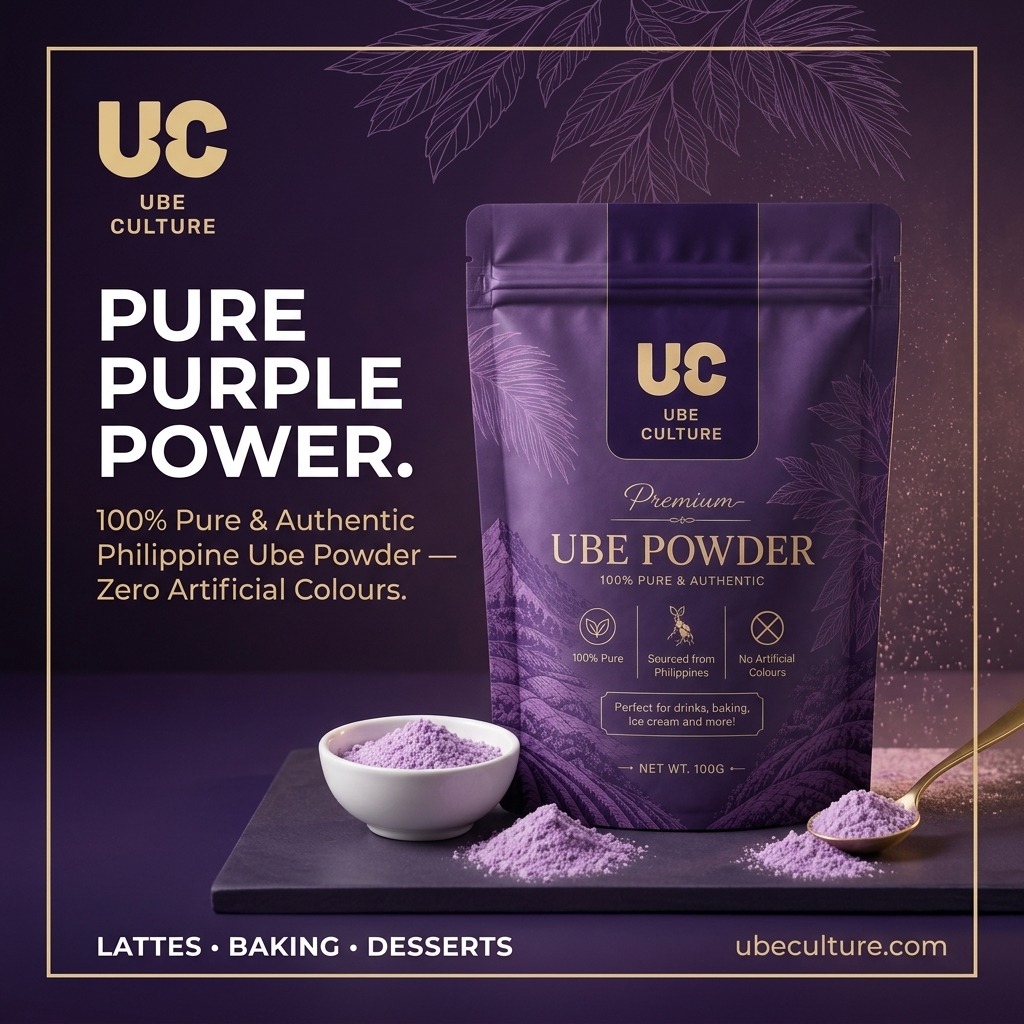 UC
UBE
CULTURE
PURE
PURPLE
POWER.
100% Pure & Authentic
Philippine Ube Powder —
Zero Artificial Colours.
UC
UBE
CULTURE
Premium
UBE POWDER
100% PURE & AUTHENTIC
100% Pure
Sourced from
Philippines
No Artificial
Colours
Perfect for drinks, baking,
Ice cream and more!
NET WT. 100G
LATTES • BAKING • DESSERTS
ubeculture.com